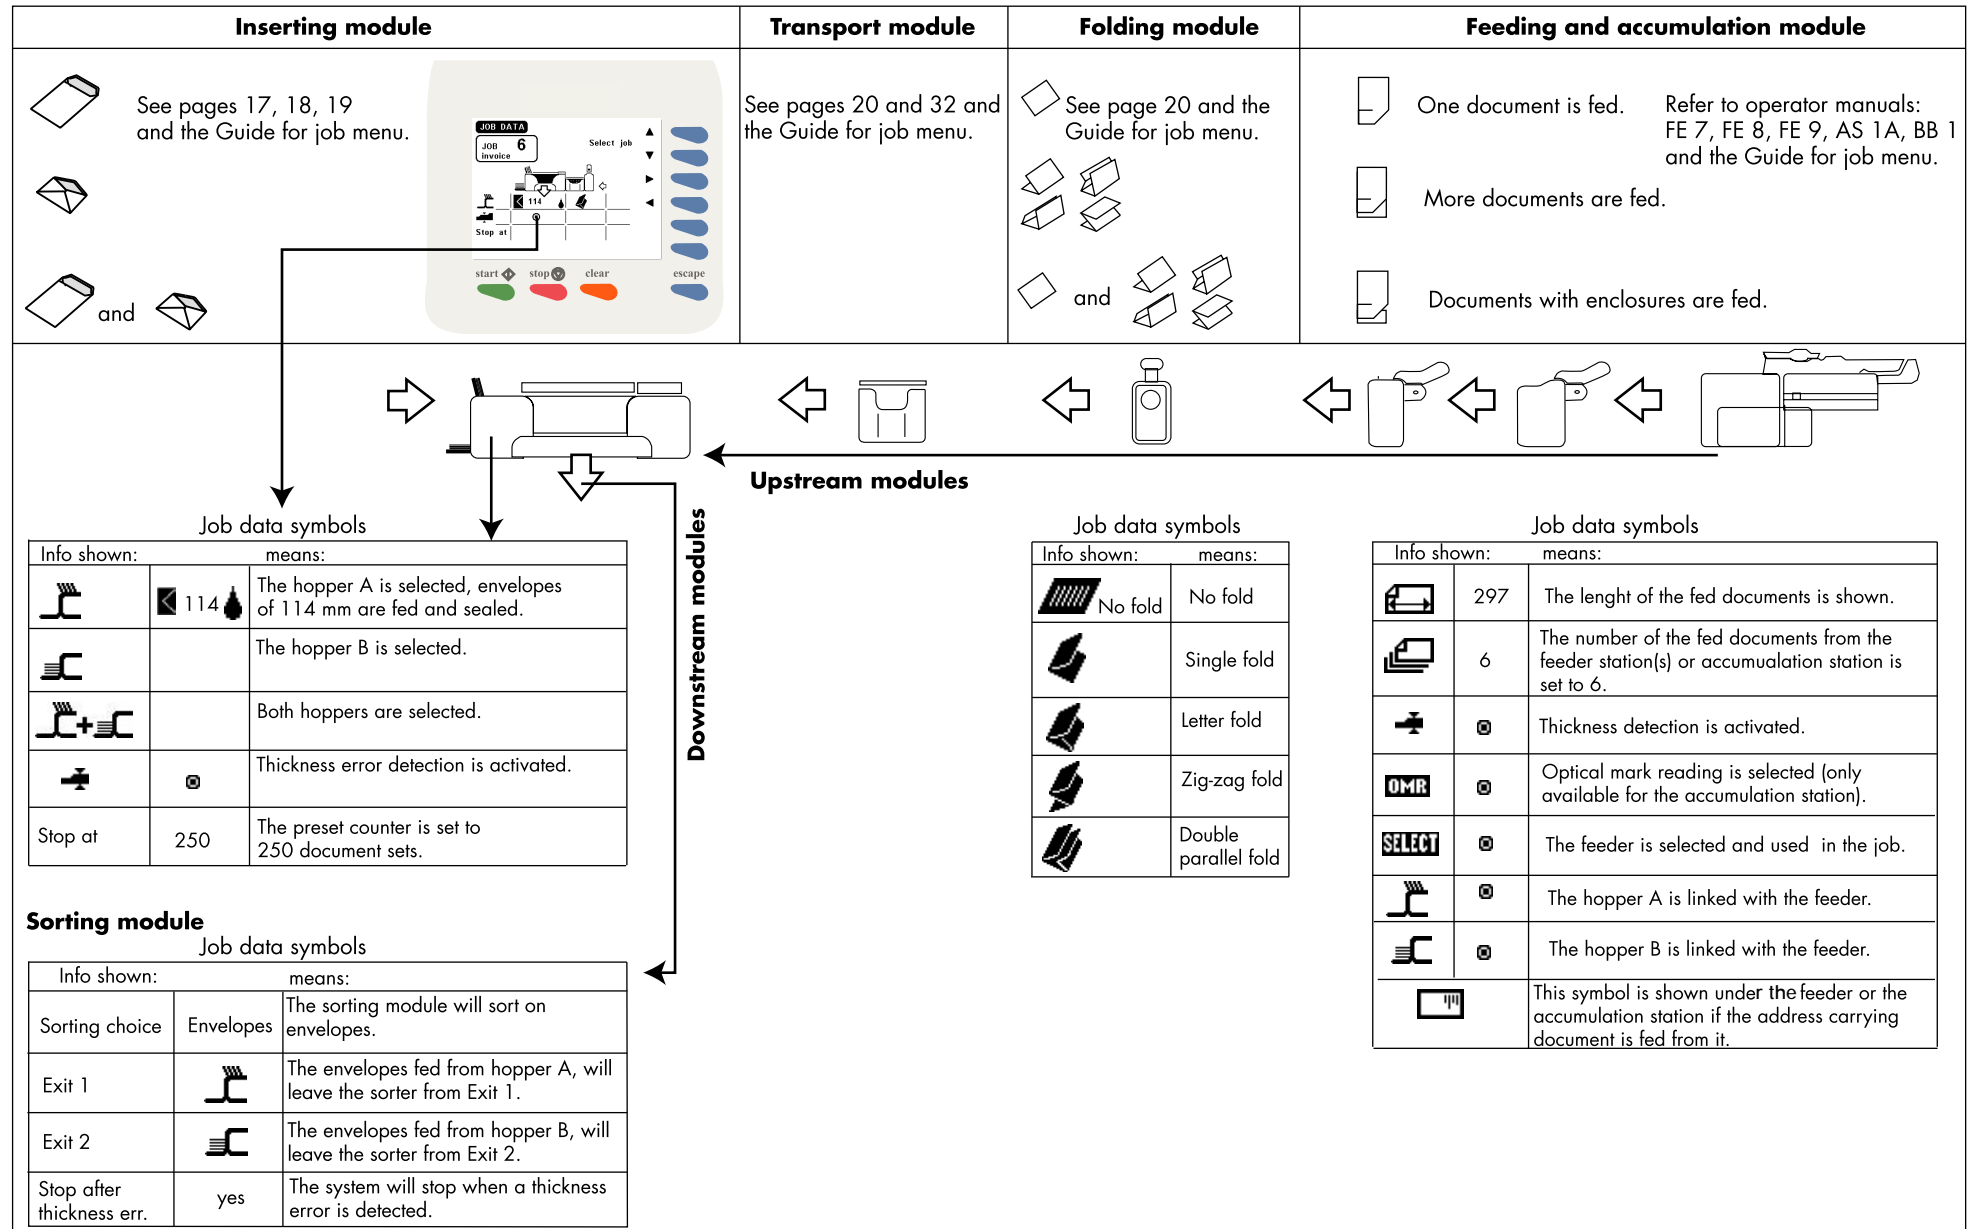 Inserting module
Transport module
Folding module
Feeding and accumulation module
See pages 17, 18, 19
and the Guide for job menu.
and
JOB DATA
JOB 6
invoice
Select job
114
Stop at
start
stop
clear
escape
See pages 20 and 32 and
the Guide for job menu.
See page 20 and the
Guide for job menu.
and
One document is fed.
More documents are fed.
Documents with enclosures are fed.
Refer to operator manuals:
FE 7, FE 8, FE 9, AS 1A, BB 1
and the Guide for job menu.
Upstream modules
Downstream modules
Job data symbols
Info shown: means:
114
The hopper A is selected, envelopes
of 114 mm are fed and sealed.
The hopper B is selected.
+
Both hoppers are selected.
Thickness error detection is activated.
Stop at
250
The preset counter is set to
250 document sets.
Sorting module
Job data symbols
Info shown: means:
Sorting choice
Envelopes
The sorting module will sort on
envelopes.
Exit 1
The envelopes fed from hopper A, will
leave the sorter from Exit 1.
Exit 2
The envelopes fed from hopper B, will
leave the sorter from Exit 2.
Stop after
thickness err.
yes
The system will stop when a thickness
error is detected.
Job data symbols
Info shown: means:
No fold
No fold
Single fold
Letter fold
Zig-zag fold
Double
parallel fold
Job data symbols
Info shown: means:
297
The lenght of the fed documents is shown.
6
The number of the fed documents from the
feeder station(s) or accumualation station is
set to 6.
Thickness detection is activated.
OMR
Optical mark reading is selected (only
available for the accumulation station).
SELECT
The feeder is selected and used in the job.
The hopper A is linked with the feeder.
The hopper B is linked with the feeder.
This symbol is shown under the feeder or the
accumulation station if the address carrying
document is fed from it.